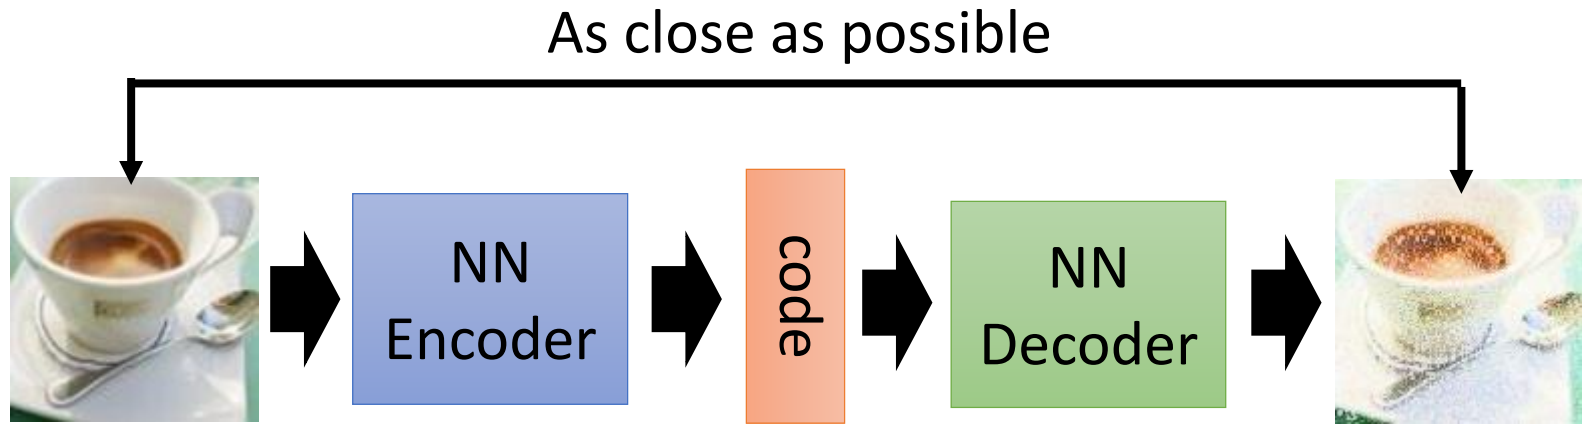 As close as possible
NN
Encoder
code
NN
Decoder